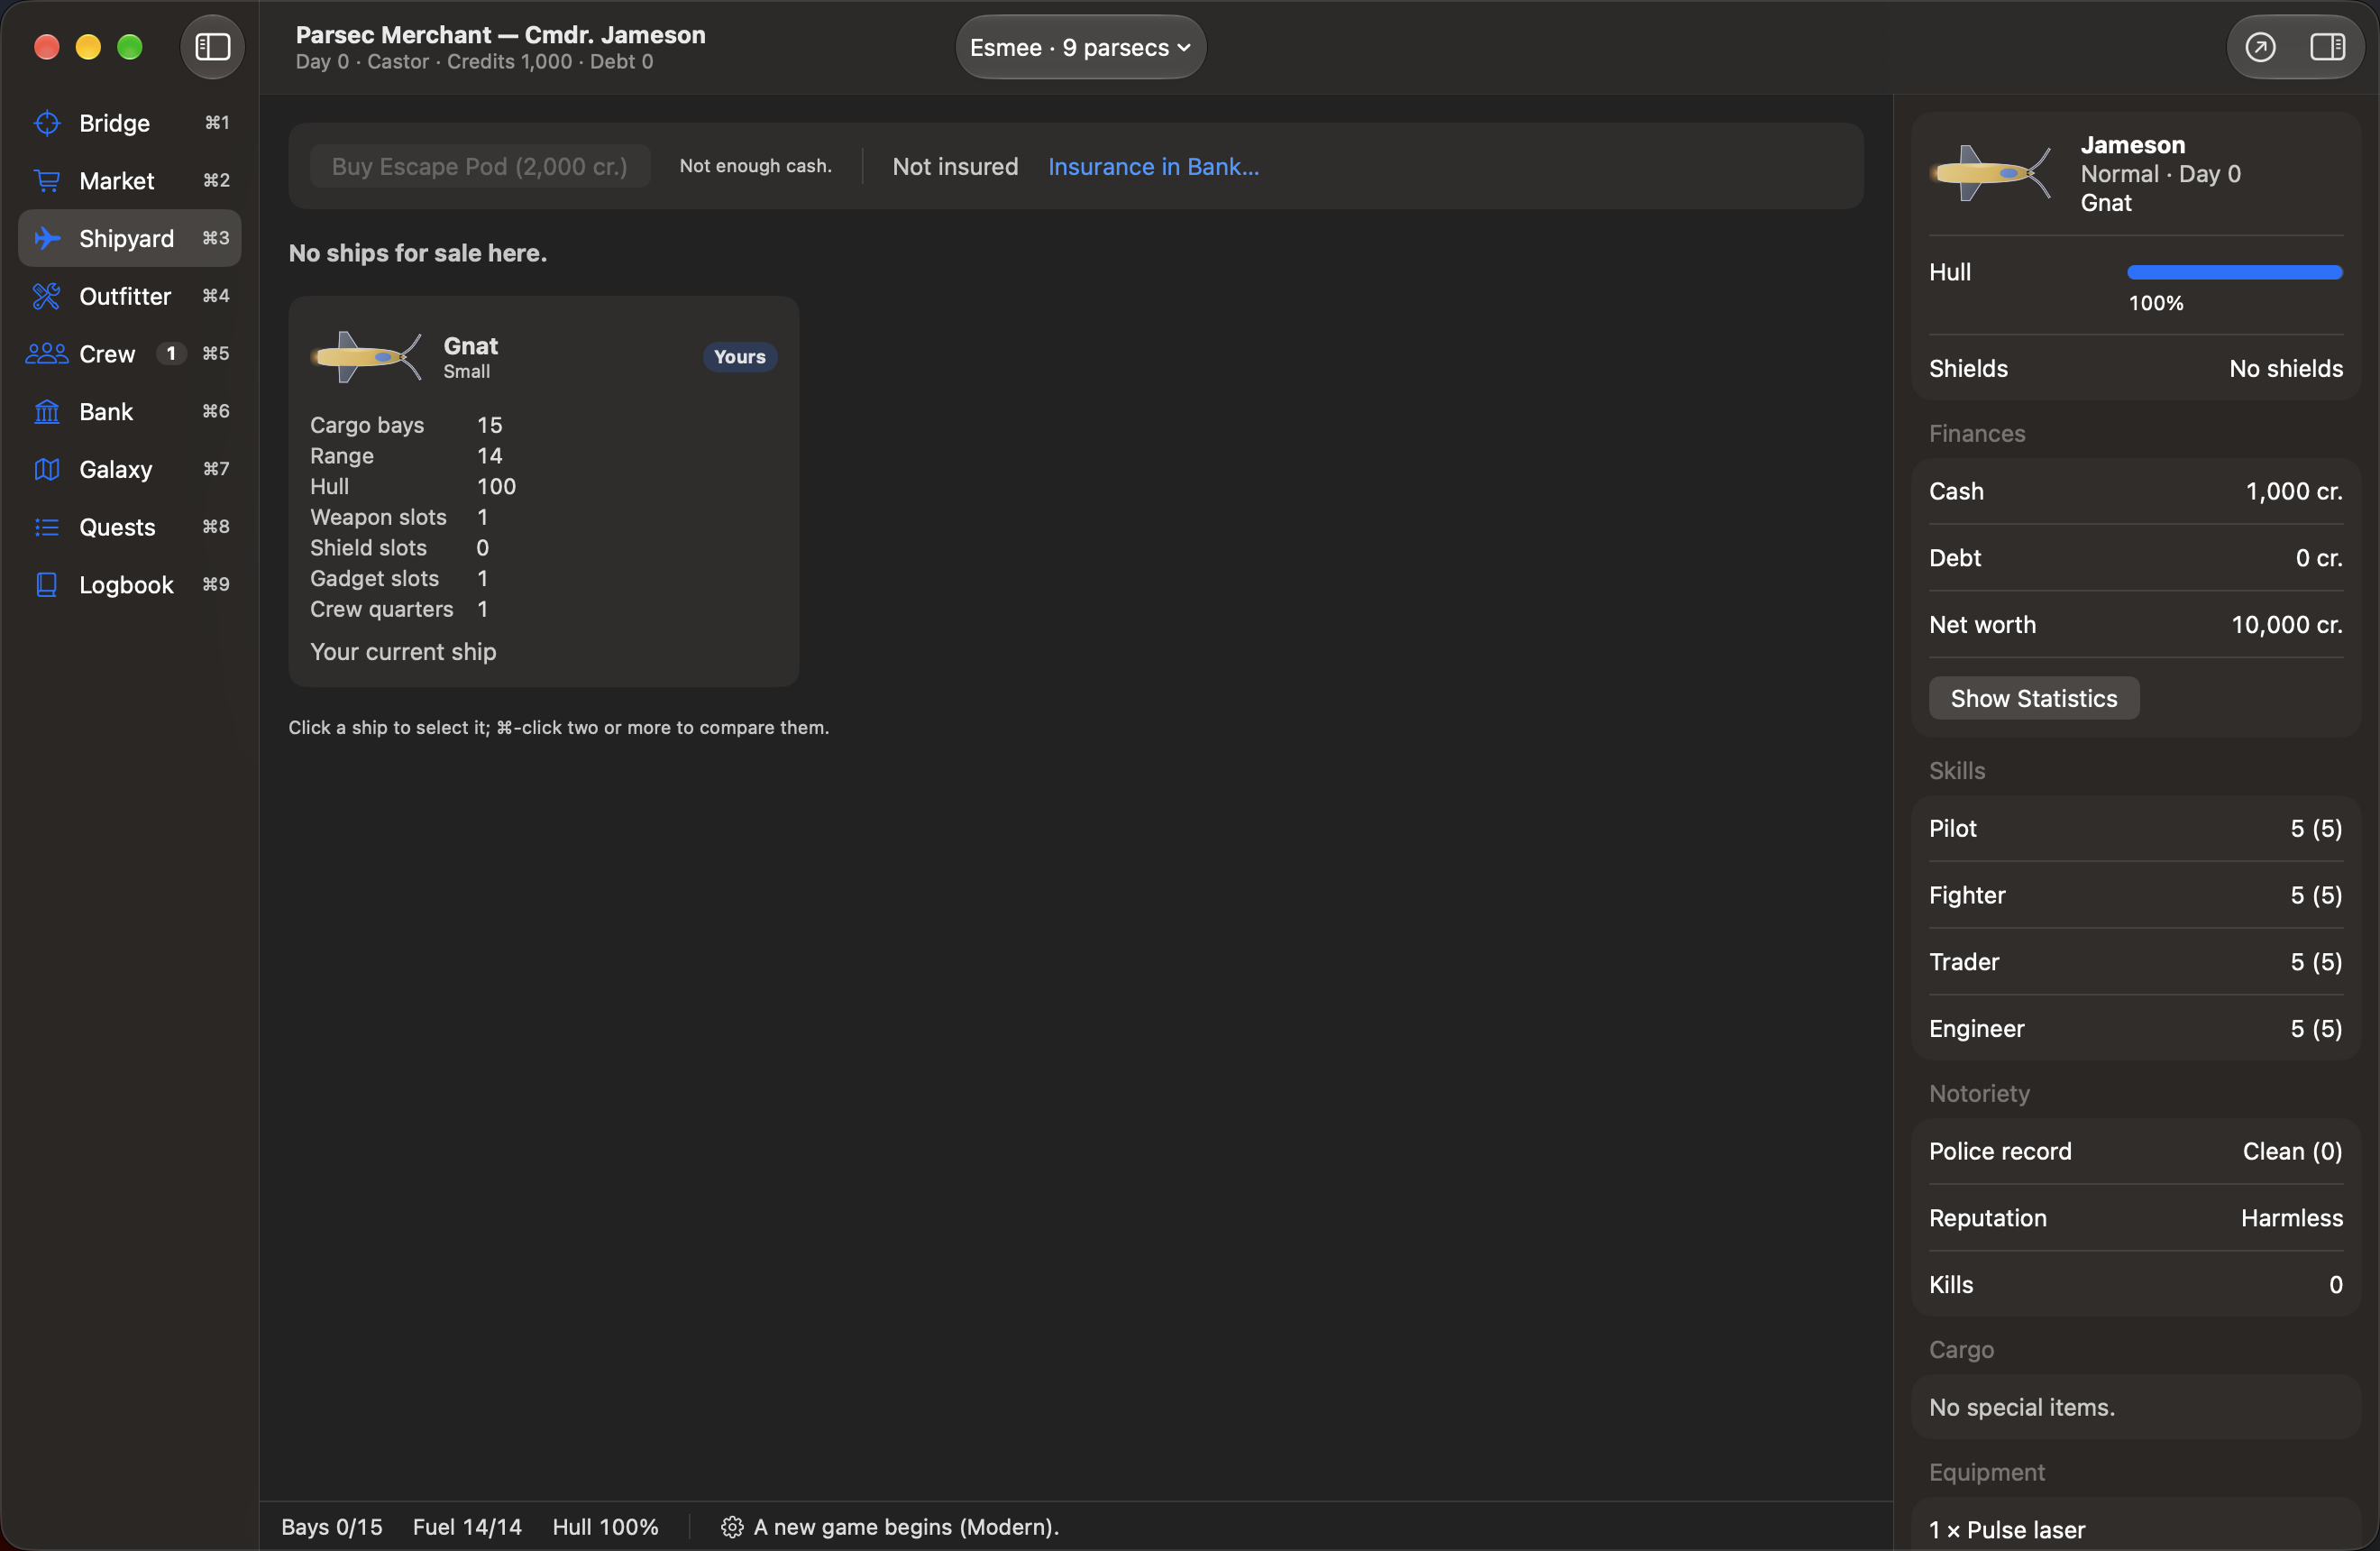 Parsec Merchant — Cmdr. Jameson
Day 0 · Castor · Credits 1,000 · Debt 0
Esmee · 9 parsecs
Bridge ⌘1
Market ⌘2
Shipyard ⌘3
Outfitter ⌘4
Crew 1 ⌘5
Bank ⌘6
Galaxy ⌘7
Quests ⌘8
Logbook ⌘9
Buy Escape Pod (2,000 cr.) Not enough cash. Not insured Insurance in Bank...
No ships for sale here.
Gnat
Small
Yours
Cargo bays 15
Range 14
Hull 100
Weapon slots 1
Shield slots 0
Gadget slots 1
Crew quarters 1
Your current ship
Click a ship to select it; ⌘-click two or more to compare them.
Bays 0/15 Fuel 14/14 Hull 100% A new game begins (Modern).
Jameson
Normal · Day 0
Gnat
Hull
100%
Shields No shields
Finances
Cash 1,000 cr.
Debt 0 cr.
Net worth 10,000 cr.
Show Statistics
Skills
Pilot 5 (5)
Fighter 5 (5)
Trader 5 (5)
Engineer 5 (5)
Notoriety
Police record Clean (0)
Reputation Harmless
Kills 0
Cargo
No special items.
Equipment
1 × Pulse laser